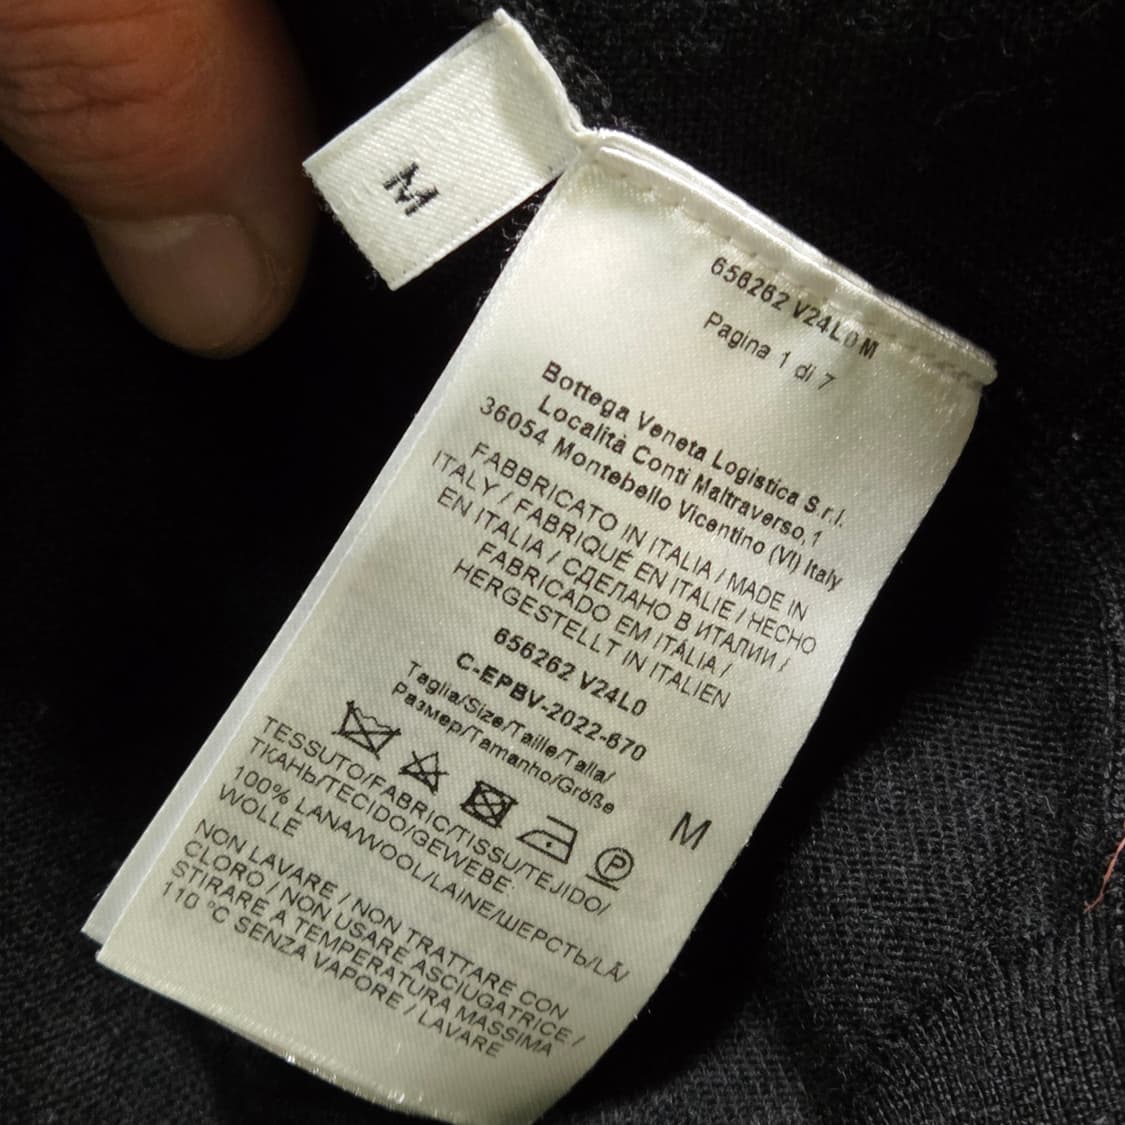 M
656262 V24L0 M
Pagina 1 di 7
Bottega Veneta Logistica S.r.l.
Località Conti Maltraverso, 1
36054 Montebello Vicentino (VI) Italy
FABBRICATO IN ITALIA / MADE IN
ITALY / FABRIQUÉ EN ITALIE / HECHO
EN ITALIA / СДЕЛАНО В ИТАЛИИ /
FABRICADO EM ITÁLIA /
HERGESTELLT IN ITALIEN
656262 V24L0
C-EPBV-2022-670
Taglia/Size/Taille/Talla/
Размер/Tamanho/Größe
M
P
TESSUTO/FABRIC/TISSU/TEJIDO/
ТКАНЬ/TECIDO/GEWEBE:
100% LANA/WOOL/LAINE/ШЕРСТЬ/LÃ/
WOLLE
NON LAVARE / NON TRATTARE CON
CLORO / NON USARE ASCIUGATRICE /
STIRARE A TEMPERATURA MASSIMA
110 °C SENZA VAPORE / LAVARE